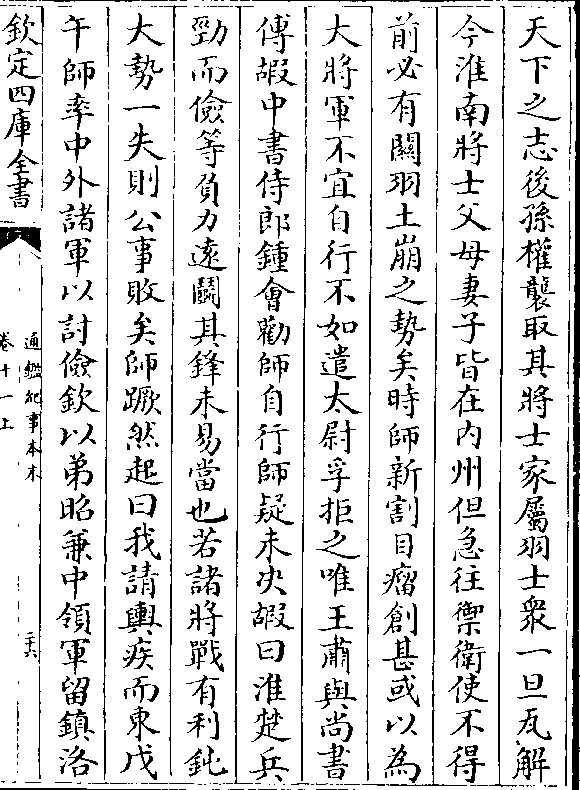 天下之志後孫權襲取其將士家屬羽士衆一旦瓦解
今淮南將士父母妻子皆在内州但急往禦衛使不得
前必有關羽土崩之勢矣時師新割目瘤創甚或以為
大將軍不宜自行不如遣太尉孚拒之唯王肅與尚書
傅嘏中書侍郎鍾會勸師自行師疑未決嘏曰淮楚兵
勁而儉等負力遠鬬其鋒未易當也若諸將戰有利鈍
大勢一失則公事敗矣師蹶然起曰我請輿疾而東戊
午師率中外諸軍以討儉欽以弟昭兼中領軍留鎮洛
欽定四庫全書
通鑑紀事本末
卷十一上
二十六